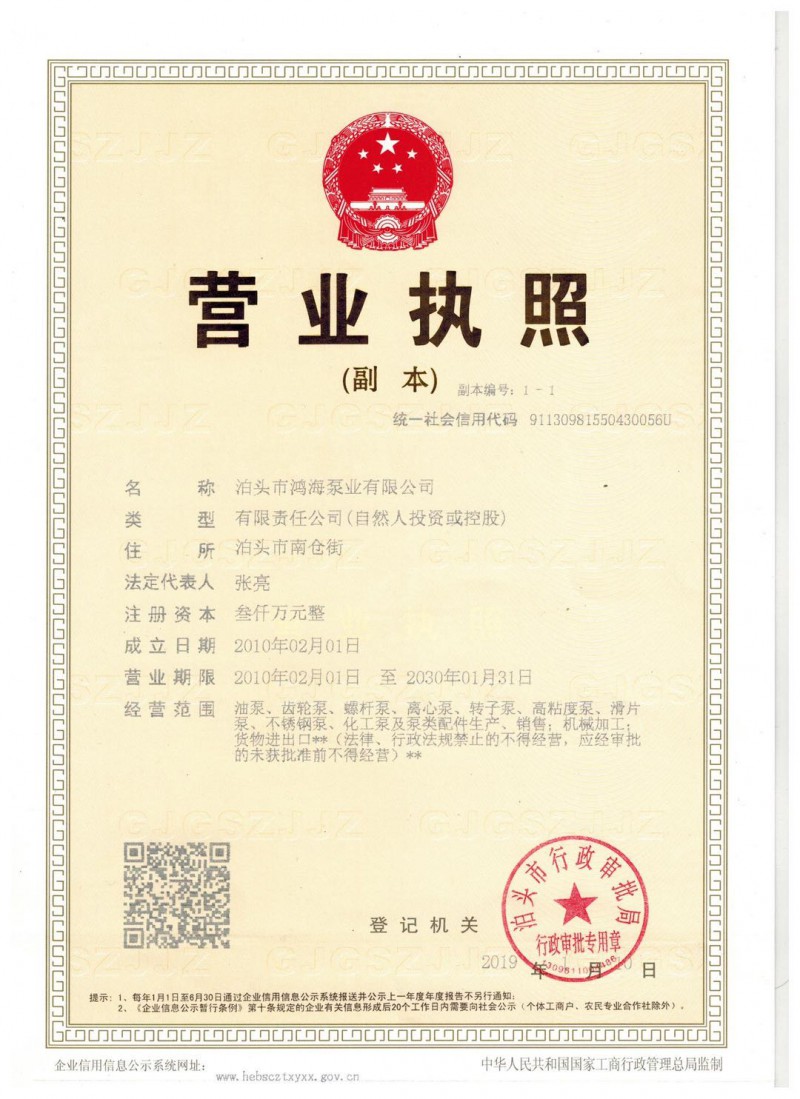 营业执照
(副 本) 副本编号: 1 - 1
统一社会信用代码 91130981550430056U
名 称 泊头市鸿海泵业有限公司
类 型 有限责任公司(自然人投资或控股)
住 所 泊头市南仓街
法定代表人 张亮
注册资本 叁仟万元整
成立日期 2010年02月01日
营业期限 2010年02月01日 至 2030年01月31日
经营范围 油泵、齿轮泵、螺杆泵、离心泵、转子泵、高粘度泵、滑片
泵、不锈钢泵、化工泵及泵类配件生产、销售; 机械加工;
货物进出口**(法律、行政法规禁止的不得经营, 应经审批
的未获批准前不得经营)**
泊头市行政审批局
行政审批专用章
登记机关
2019 年 1 月 日
提示: 1、每年1月1日至6月30日通过企业信用信息公示系统报送并公示上一年度年度报告不另行通知;
2、《企业信息公示暂行条例》第十条规定的企业有关信息形成后20个工作日内需要向社会公示(个体工商户、农民专业合作社除外)。
企业信用信息公示系统网址: www.hebscztxyxx.gov.cn
中华人民共和国国家工商行政管理总局监制